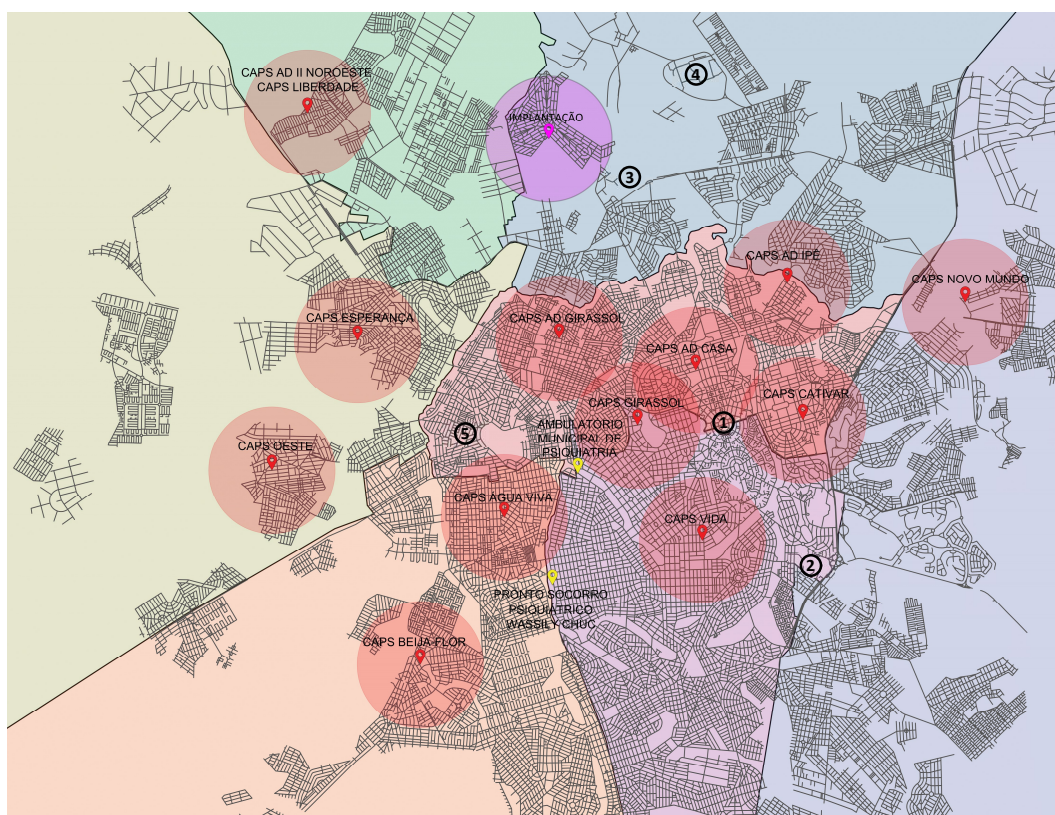 CAPS AD II NOROESTE
CAPS LIBERDADE
4
IMPLANTAÇÃO
3
CAPS AD IPÊ
CAPS NOVO MUNDO
CAPS ESPERANÇA
CAPS AD GIRASSOL
CAPS AD CASA
CAPS CATIVAR
CAPS GIRASSOL
1
5
AMBULATÓRIO
MUNICIPAL DE
PSIQUIATRIA
CAPS OESTE
CAPS ÁGUA VIVA
CAPS VIDA
2
PRONTO SOCORRO
PSIQUIÁTRICO
WASSILY CHUC
CAPS BEIJA-FLOR